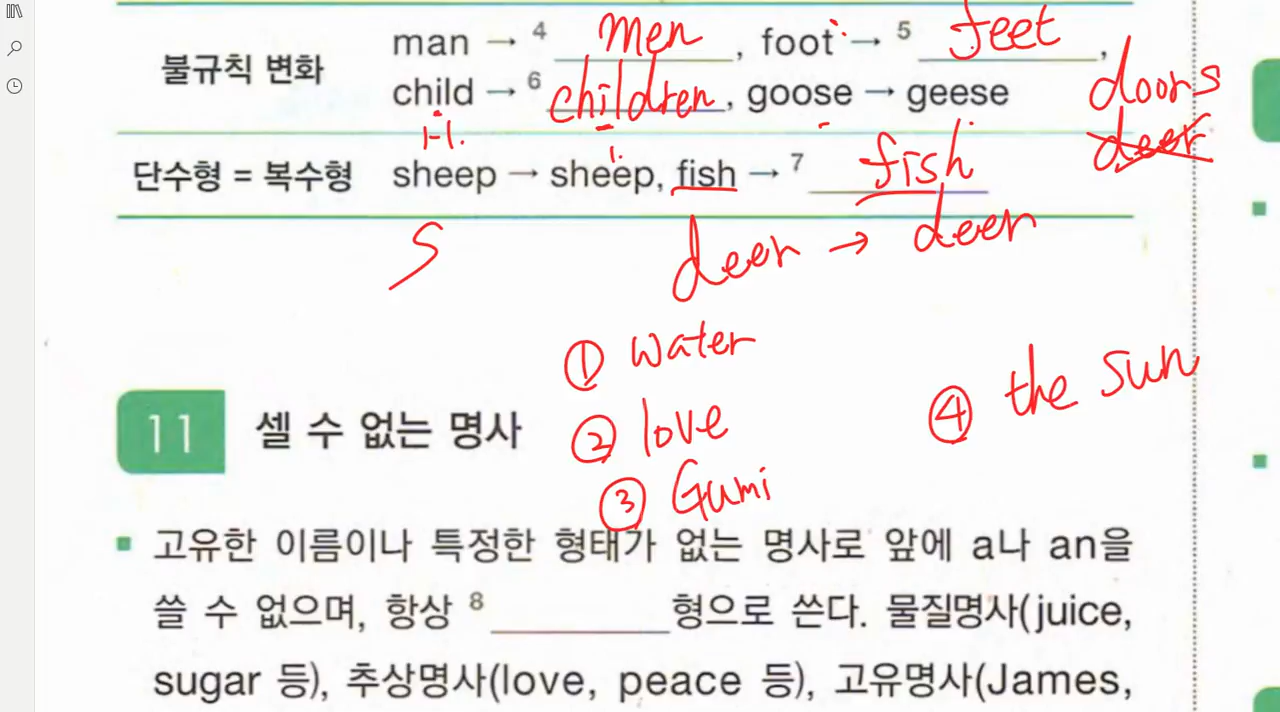 불규칙 변화
man → 4 men, foot → 5 feet,
child → 6 children, goose → geese
doors
deer
1-1.
1.
단수형 = 복수형
sheep → sheep, fish → 7 fish
S
deer → deer
① water
② love
③ Gumi
④ the sun
11 셀 수 없는 명사
고유한 이름이나 특정한 형태가 없는 명사로 앞에 a나 an을
쓸 수 없으며, 항상 8 ________ 형으로 쓴다. 물질명사(juice,
sugar 등), 추상명사(love, peace 등), 고유명사(James,